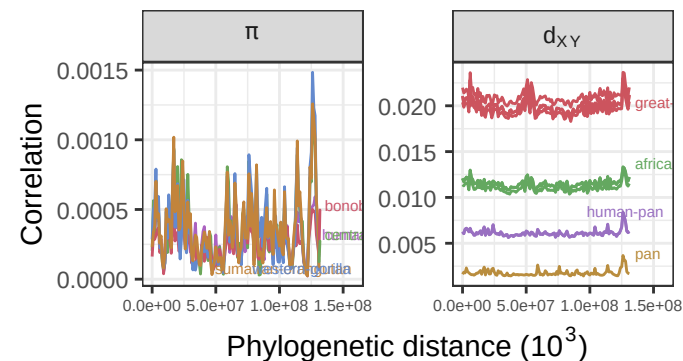 π
d X Y
Correlation
0.0015
0.0010
0.0005
0.0000
bonob
0.0e+00 5.0e+07 1.0e+08 1.5e+08
0.020
0.015
0.010
0.005
great-
africa
human-pan
pan
0.0e+00 5.0e+07 1.0e+08 1.5e+08
Phylogenetic distance (10^3)